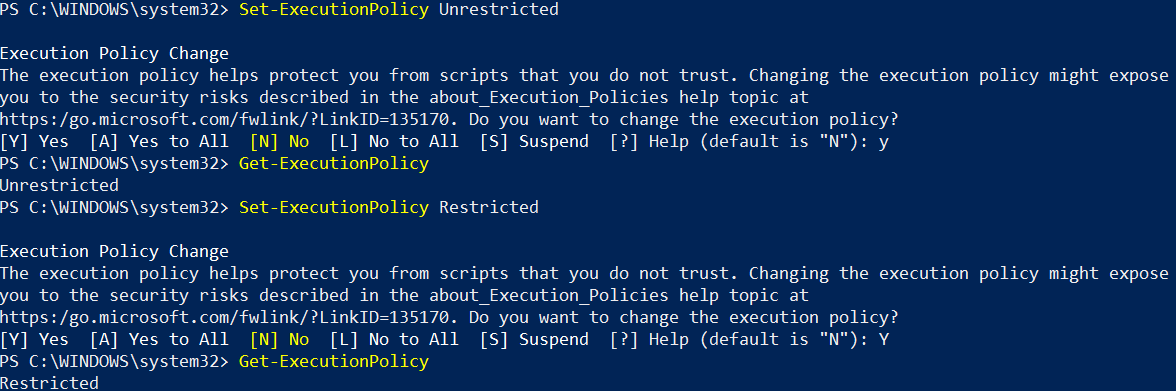 PS C:\WINDOWS\system32> Set-ExecutionPolicy Unrestricted
Execution Policy Change
The execution policy helps protect you from scripts that you do not trust. Changing the execution policy might expose
you to the security risks described in the about_Execution_Policies help topic at
https:/go.microsoft.com/fwlink/?LinkID=135170. Do you want to change the execution policy?
[Y] Yes  [A] Yes to All  [N] No  [L] No to All  [S] Suspend  [?] Help (default is "N"): y
PS C:\WINDOWS\system32> Get-ExecutionPolicy
Unrestricted
PS C:\WINDOWS\system32> Set-ExecutionPolicy Restricted
Execution Policy Change
The execution policy helps protect you from scripts that you do not trust. Changing the execution policy might expose
you to the security risks described in the about_Execution_Policies help topic at
https:/go.microsoft.com/fwlink/?LinkID=135170. Do you want to change the execution policy?
[Y] Yes  [A] Yes to All  [N] No  [L] No to All  [S] Suspend  [?] Help (default is "N"): Y
PS C:\WINDOWS\system32> Get-ExecutionPolicy
Restricted